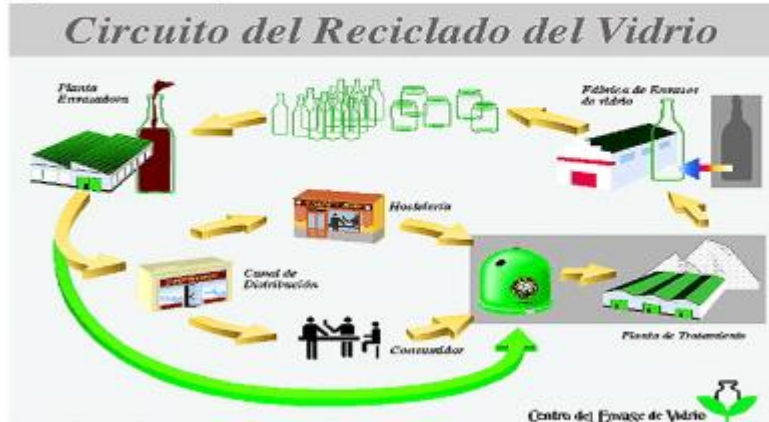 Circuito del Reciclado del Vidrio
Planta
Envasadora
Fábrica de Envases
de vidrio
Hostelería
Canal de
Distribución
Consumidor
Planta de Tratamiento
Centro del Envase de Vidrio